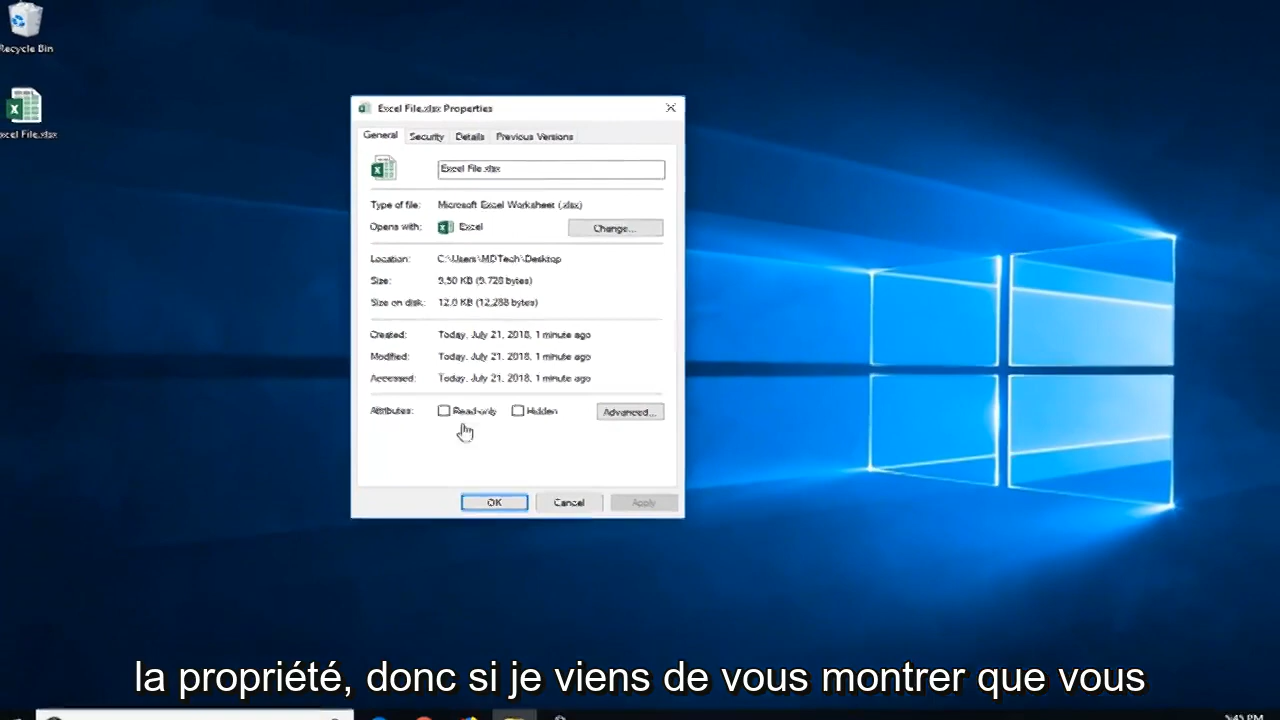 Recycle Bin
xcel File.xlsx
Excel File.xlsx Properties
General Security Details Previous Versions
Excel File.xlsx
Type of file: Microsoft Excel Worksheet (.xlsx)
Opens with: Excel Change...
Location: C:\Users\MDTech\Desktop
Size: 9.50 KB (9,728 bytes)
Size on disk: 12.0 KB (12,288 bytes)
Created: Today, July 21, 2018, 1 minute ago
Modified: Today, July 21, 2018, 1 minute ago
Accessed: Today, July 21, 2018, 1 minute ago
Attributes: Read-only Hidden Advanced...
OK Cancel Apply
la propriété, donc si je viens de vous montrer que vous
5:45 PM